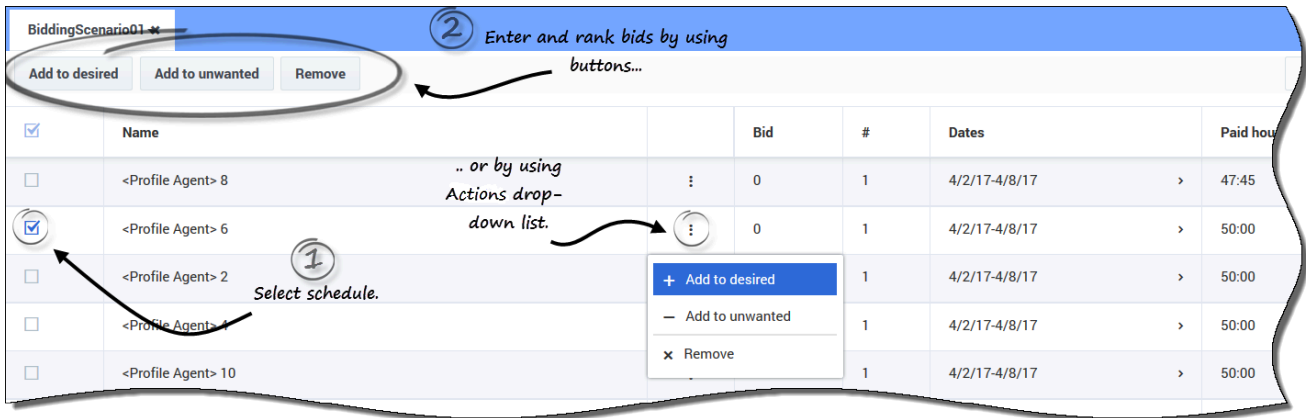 BiddingScenario01
2 Enter and rank bids by using
buttons...
Add to desired Add to unwanted Remove
Name Bid # Dates Paid hou
<Profile Agent> 8 0 1 4/2/17-4/8/17 47:45
.. or by using
Actions drop-
down list.
<Profile Agent> 6 0 1 4/2/17-4/8/17 50:00
1
Select schedule.
<Profile Agent> 2 1 4/2/17-4/8/17 50:00
+ Add to desired
− Add to unwanted
× Remove
<Profile Agent> 4 1 4/2/17-4/8/17 50:00
<Profile Agent> 10 1 4/2/17-4/8/17 50:00